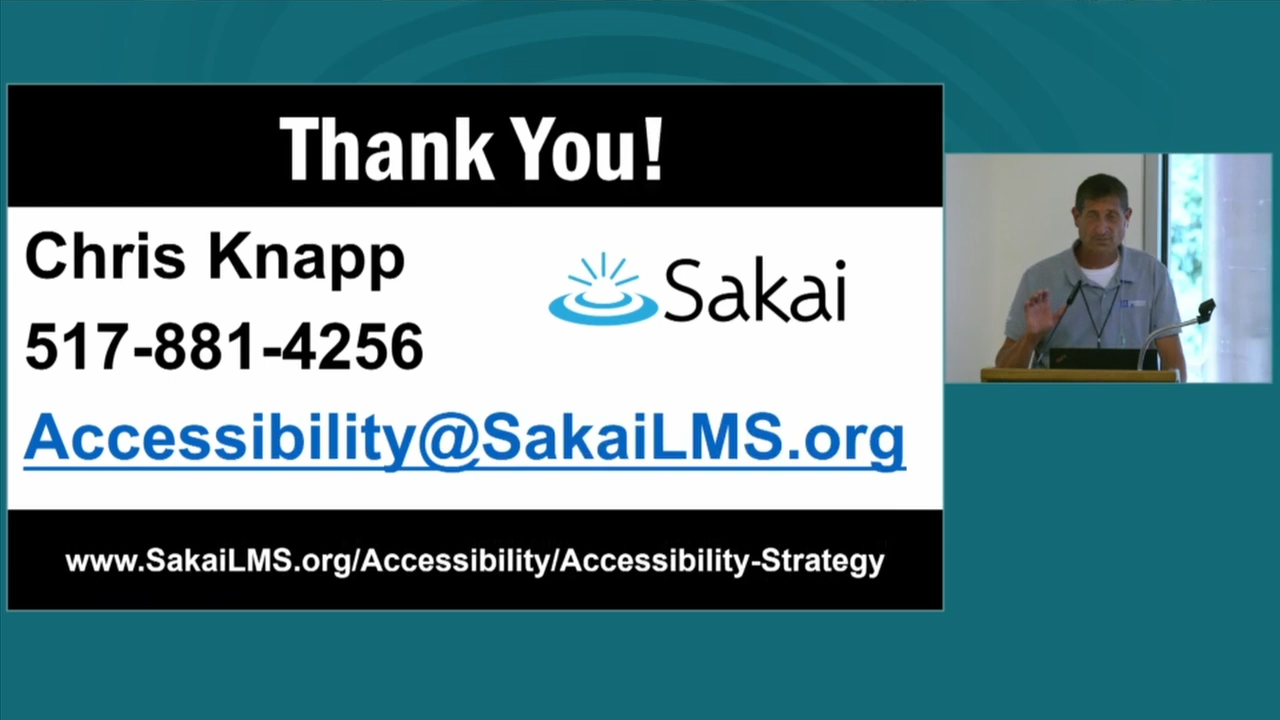 Thank You!
Chris Knapp
Sakai
517-881-4256
Accessibility@SakaiLMS.org
www.SakaiLMS.org/Accessibility/Accessibility-Strategy